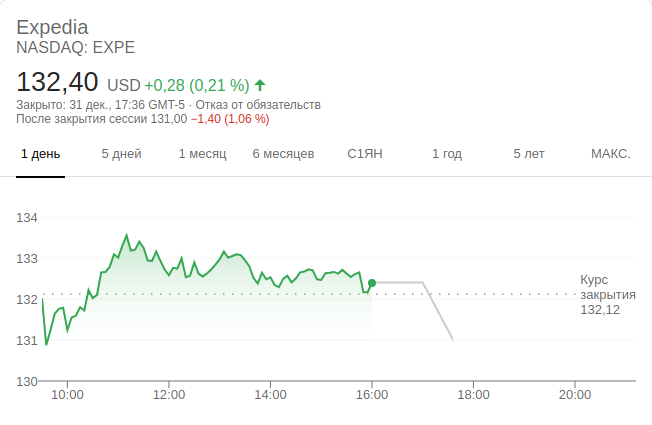 Expedia
NASDAQ: EXPE
132,40 USD +0,28 (0,21 %)
Закрыто: 31 дек., 17:36 GMT-5 · Отказ от обязательств
После закрытия сессии 131,00 −1,40 (1,06 %)
1 день 5 дней 1 месяц 6 месяцев С1ЯН 1 год 5 лет МАКС.
134
133
132
131
130
Курс
закрытия
132,12
10:00 12:00 14:00 16:00 18:00 20:00